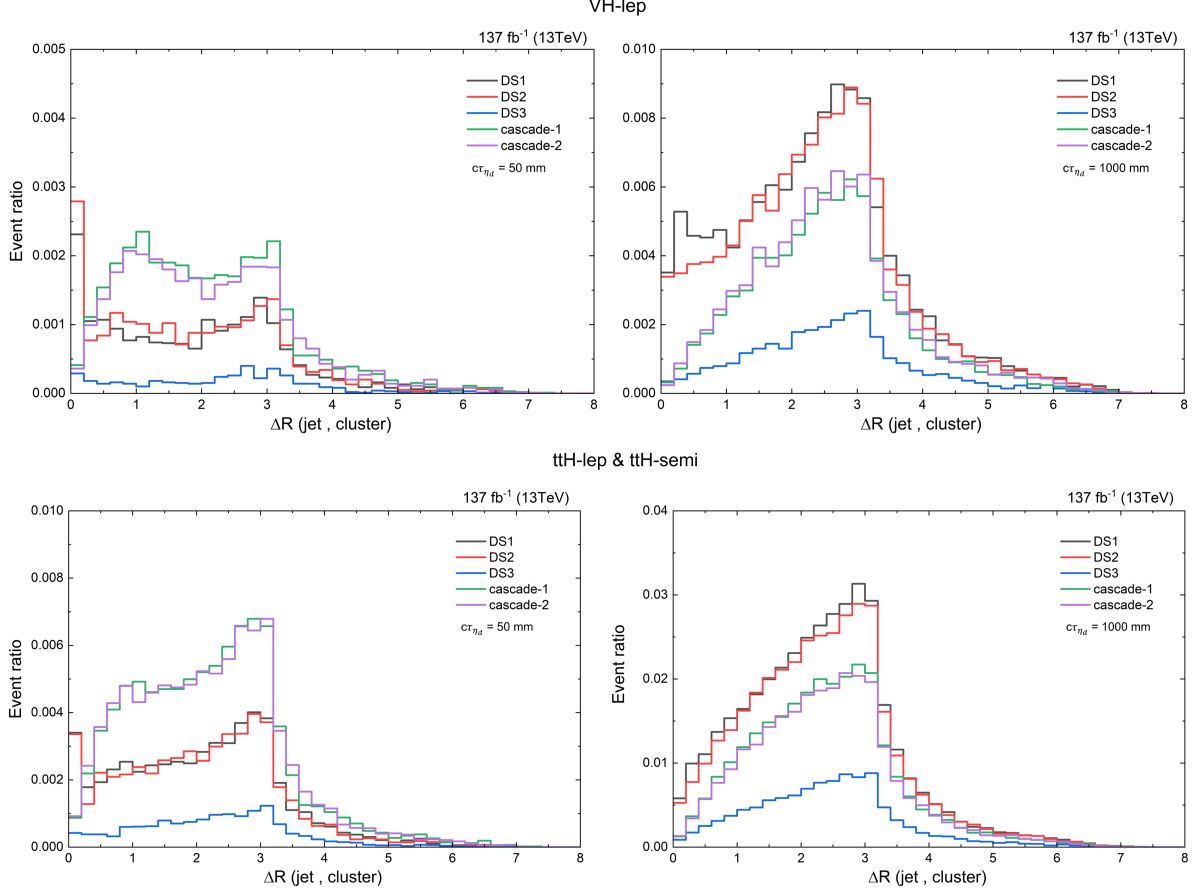 VH-lep
137 fb⁻¹ (13TeV)
0.005
0.004
0.003
0.002
0.001
0.000
Event ratio
DS1
DS2
DS3
cascade-1
cascade-2
cτ_{η_d} = 50 mm
0 1 2 3 4 5 6 7 8
ΔR (jet , cluster)
137 fb⁻¹ (13TeV)
0.010
0.008
0.006
0.004
0.002
0.000
Event ratio
DS1
DS2
DS3
cascade-1
cascade-2
cτ_{η_d} = 1000 mm
0 1 2 3 4 5 6 7 8
ΔR (jet , cluster)
ttH-lep & ttH-semi
137 fb⁻¹ (13TeV)
0.010
0.008
0.006
0.004
0.002
0.000
Event ratio
DS1
DS2
DS3
cascade-1
cascade-2
cτ_{η_d} = 50 mm
0 1 2 3 4 5 6 7 8
ΔR (jet , cluster)
137 fb⁻¹ (13TeV)
0.04
0.03
0.02
0.01
0.00
Event ratio
DS1
DS2
DS3
cascade-1
cascade-2
cτ_{η_d} = 1000 mm
0 1 2 3 4 5 6 7 8
ΔR (jet , cluster)